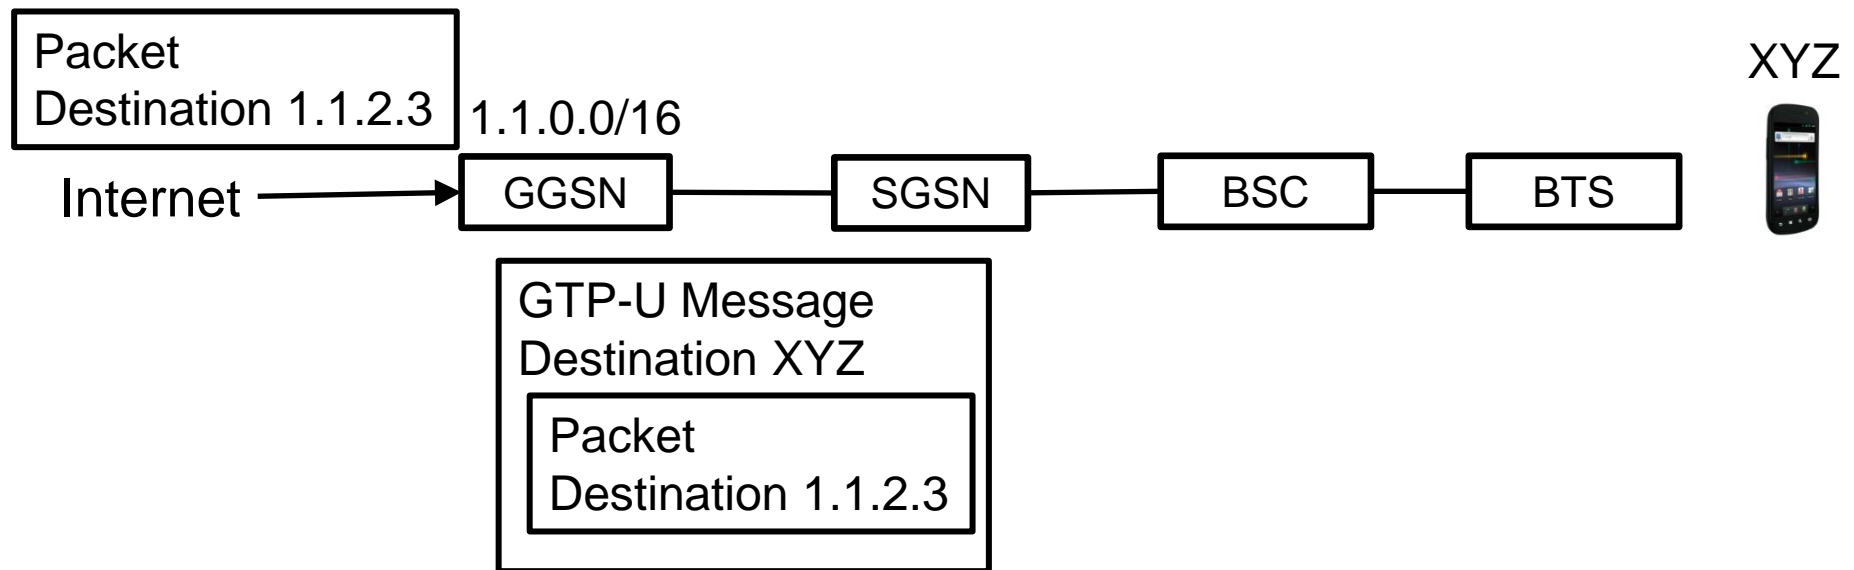 Packet
Destination 1.1.2.3
1.1.0.0/16
XYZ
Internet
GGSN
SGSN
BSC
BTS
GTP-U Message
Destination XYZ
Packet
Destination 1.1.2.3